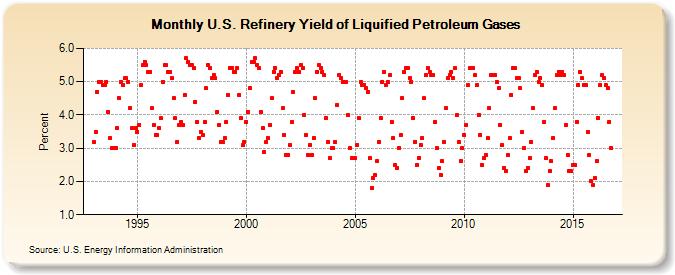 Monthly U.S. Refinery Yield of Liquified Petroleum Gases
Percent
6.0
5.0
4.0
3.0
2.0
1.0
1995 2000 2005 2010 2015
Source: U.S. Energy Information Administration